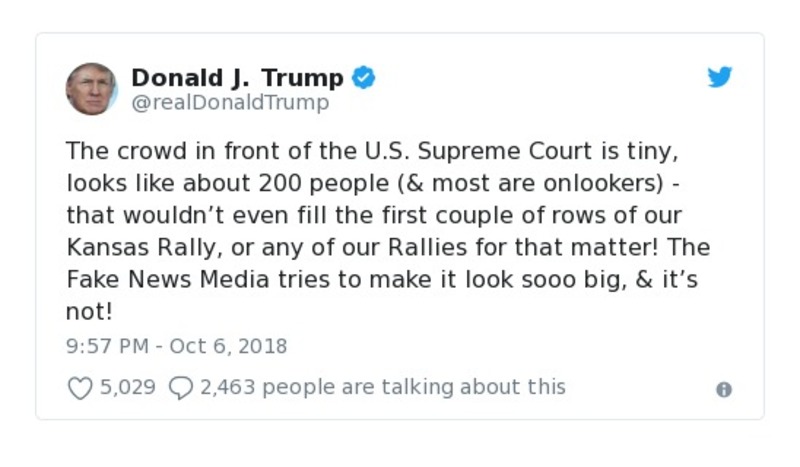 Donald J. Trump
@realDonaldTrump
The crowd in front of the U.S. Supreme Court is tiny,
looks like about 200 people (& most are onlookers) -
that wouldn’t even fill the first couple of rows of our
Kansas Rally, or any of our Rallies for that matter! The
Fake News Media tries to make it look sooo big, & it’s
not!
9:57 PM - Oct 6, 2018
5,029 2,463 people are talking about this